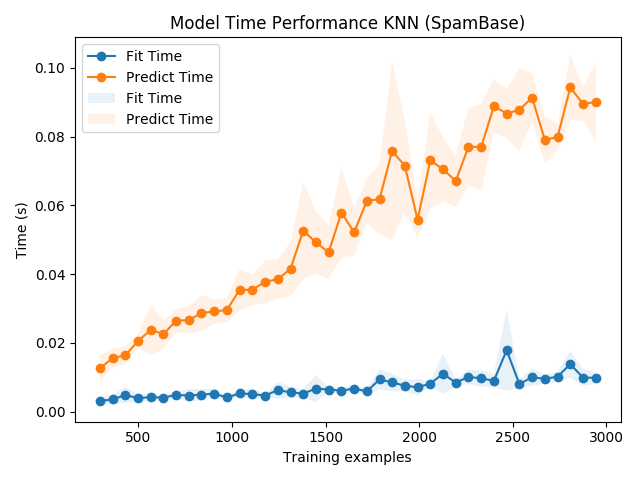 Model Time Performance KNN (SpamBase)
Fit Time
Predict Time
Fit Time
Predict Time
0.10
0.08
0.06
0.04
0.02
0.00
Time (s)
500
1000
1500
2000
2500
3000
Training examples